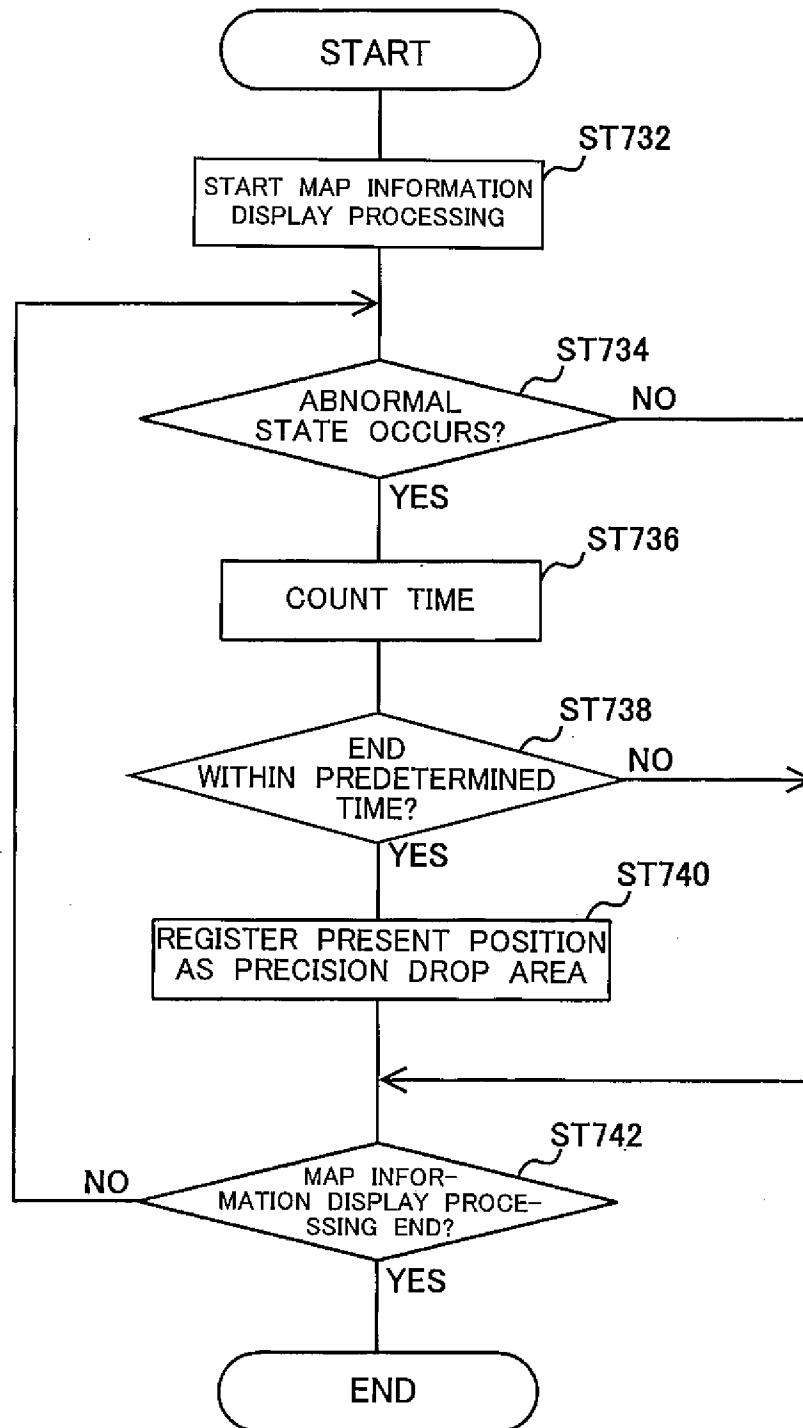 START
ST732
START MAP INFORMATION
DISPLAY PROCESSING
ST734
ABNORMAL
STATE OCCURS?
NO
YES
ST736
COUNT TIME
ST738
END
WITHIN PREDETERMINED
TIME?
NO
YES
ST740
REGISTER PRESENT POSITION
AS PRECISION DROP AREA
ST742
NO
MAP INFOR-
MATION DISPLAY PROCE-
SSING END?
YES
END